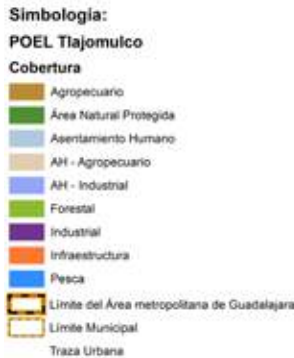 Simbología:
POEL Tlajomulco
Cobertura
Agropecuario
Área Natural Protegida
Asentamiento Humano
AH - Agropecuario
AH - Industrial
Forestal
Industrial
Infraestructura
Pesca
Límite del Área metropolitana de Guadalajara
Límite Municipal
Traza Urbana